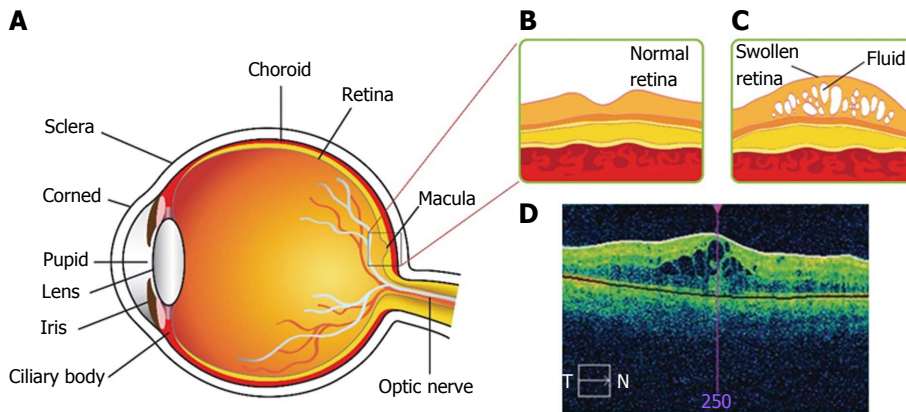 A
Choroid
Retina
Sclera
Corned
Macula
Pupid
Lens
Iris
Ciliary body
Optic nerve
B
Normal
retina
C
Swollen
retina
Fluid
D
T
N
250